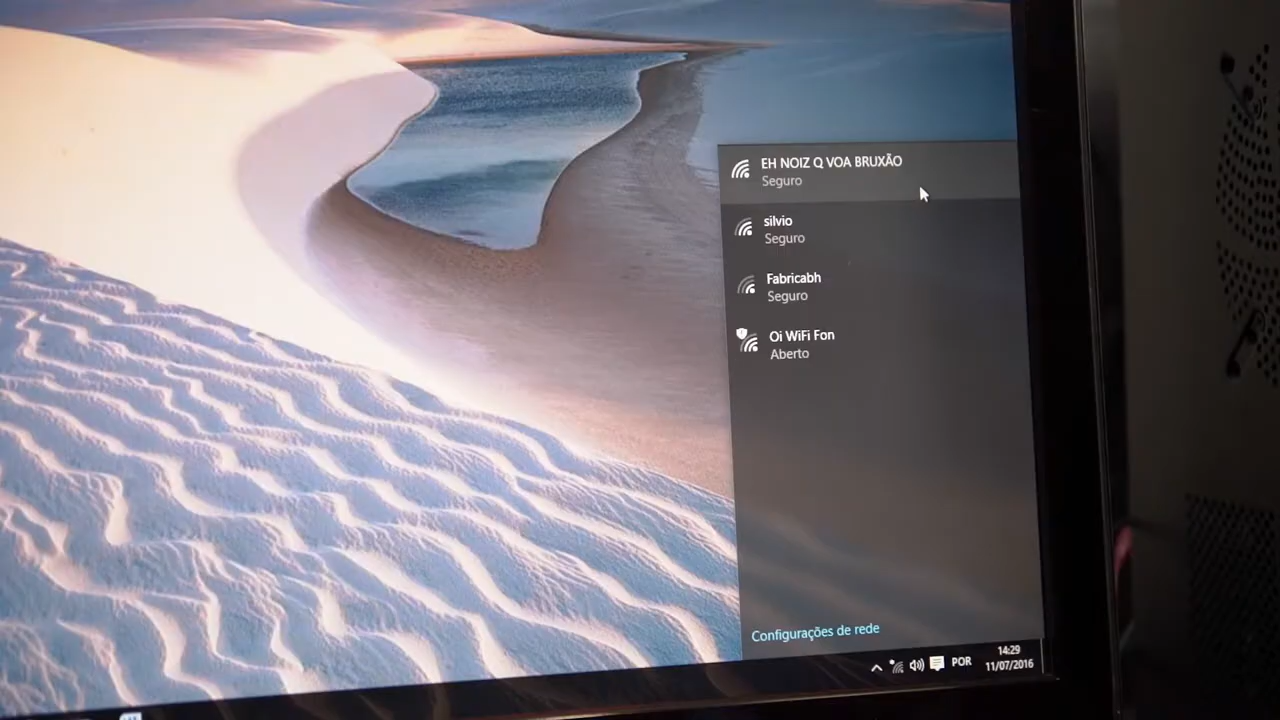 EH NOIZ Q VOA BRUXÃO
Seguro
silvio
Seguro
Fabricabh
Seguro
Oi WiFi Fon
Aberto
Configurações de rede
POR
14:29
11/07/2016